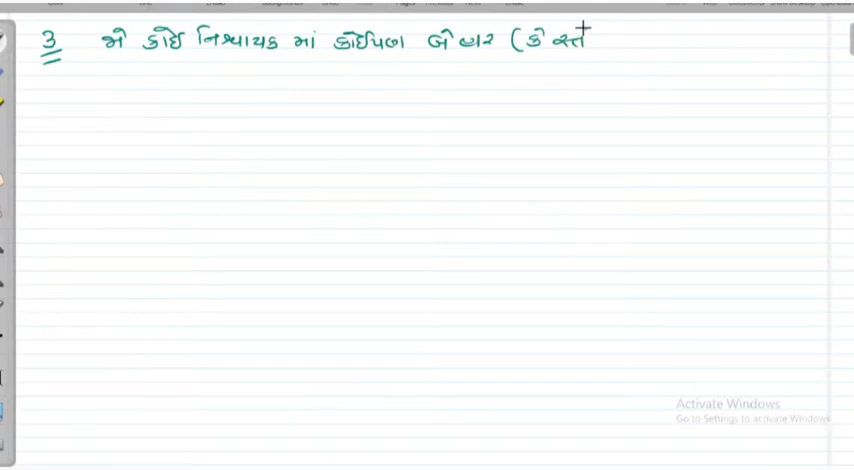 3 જો કોઈ નિશ્ચાયક માં કોઈપણ બે હાર (કે સ્ત
Activate Windows
Go to Settings to activate Windows.